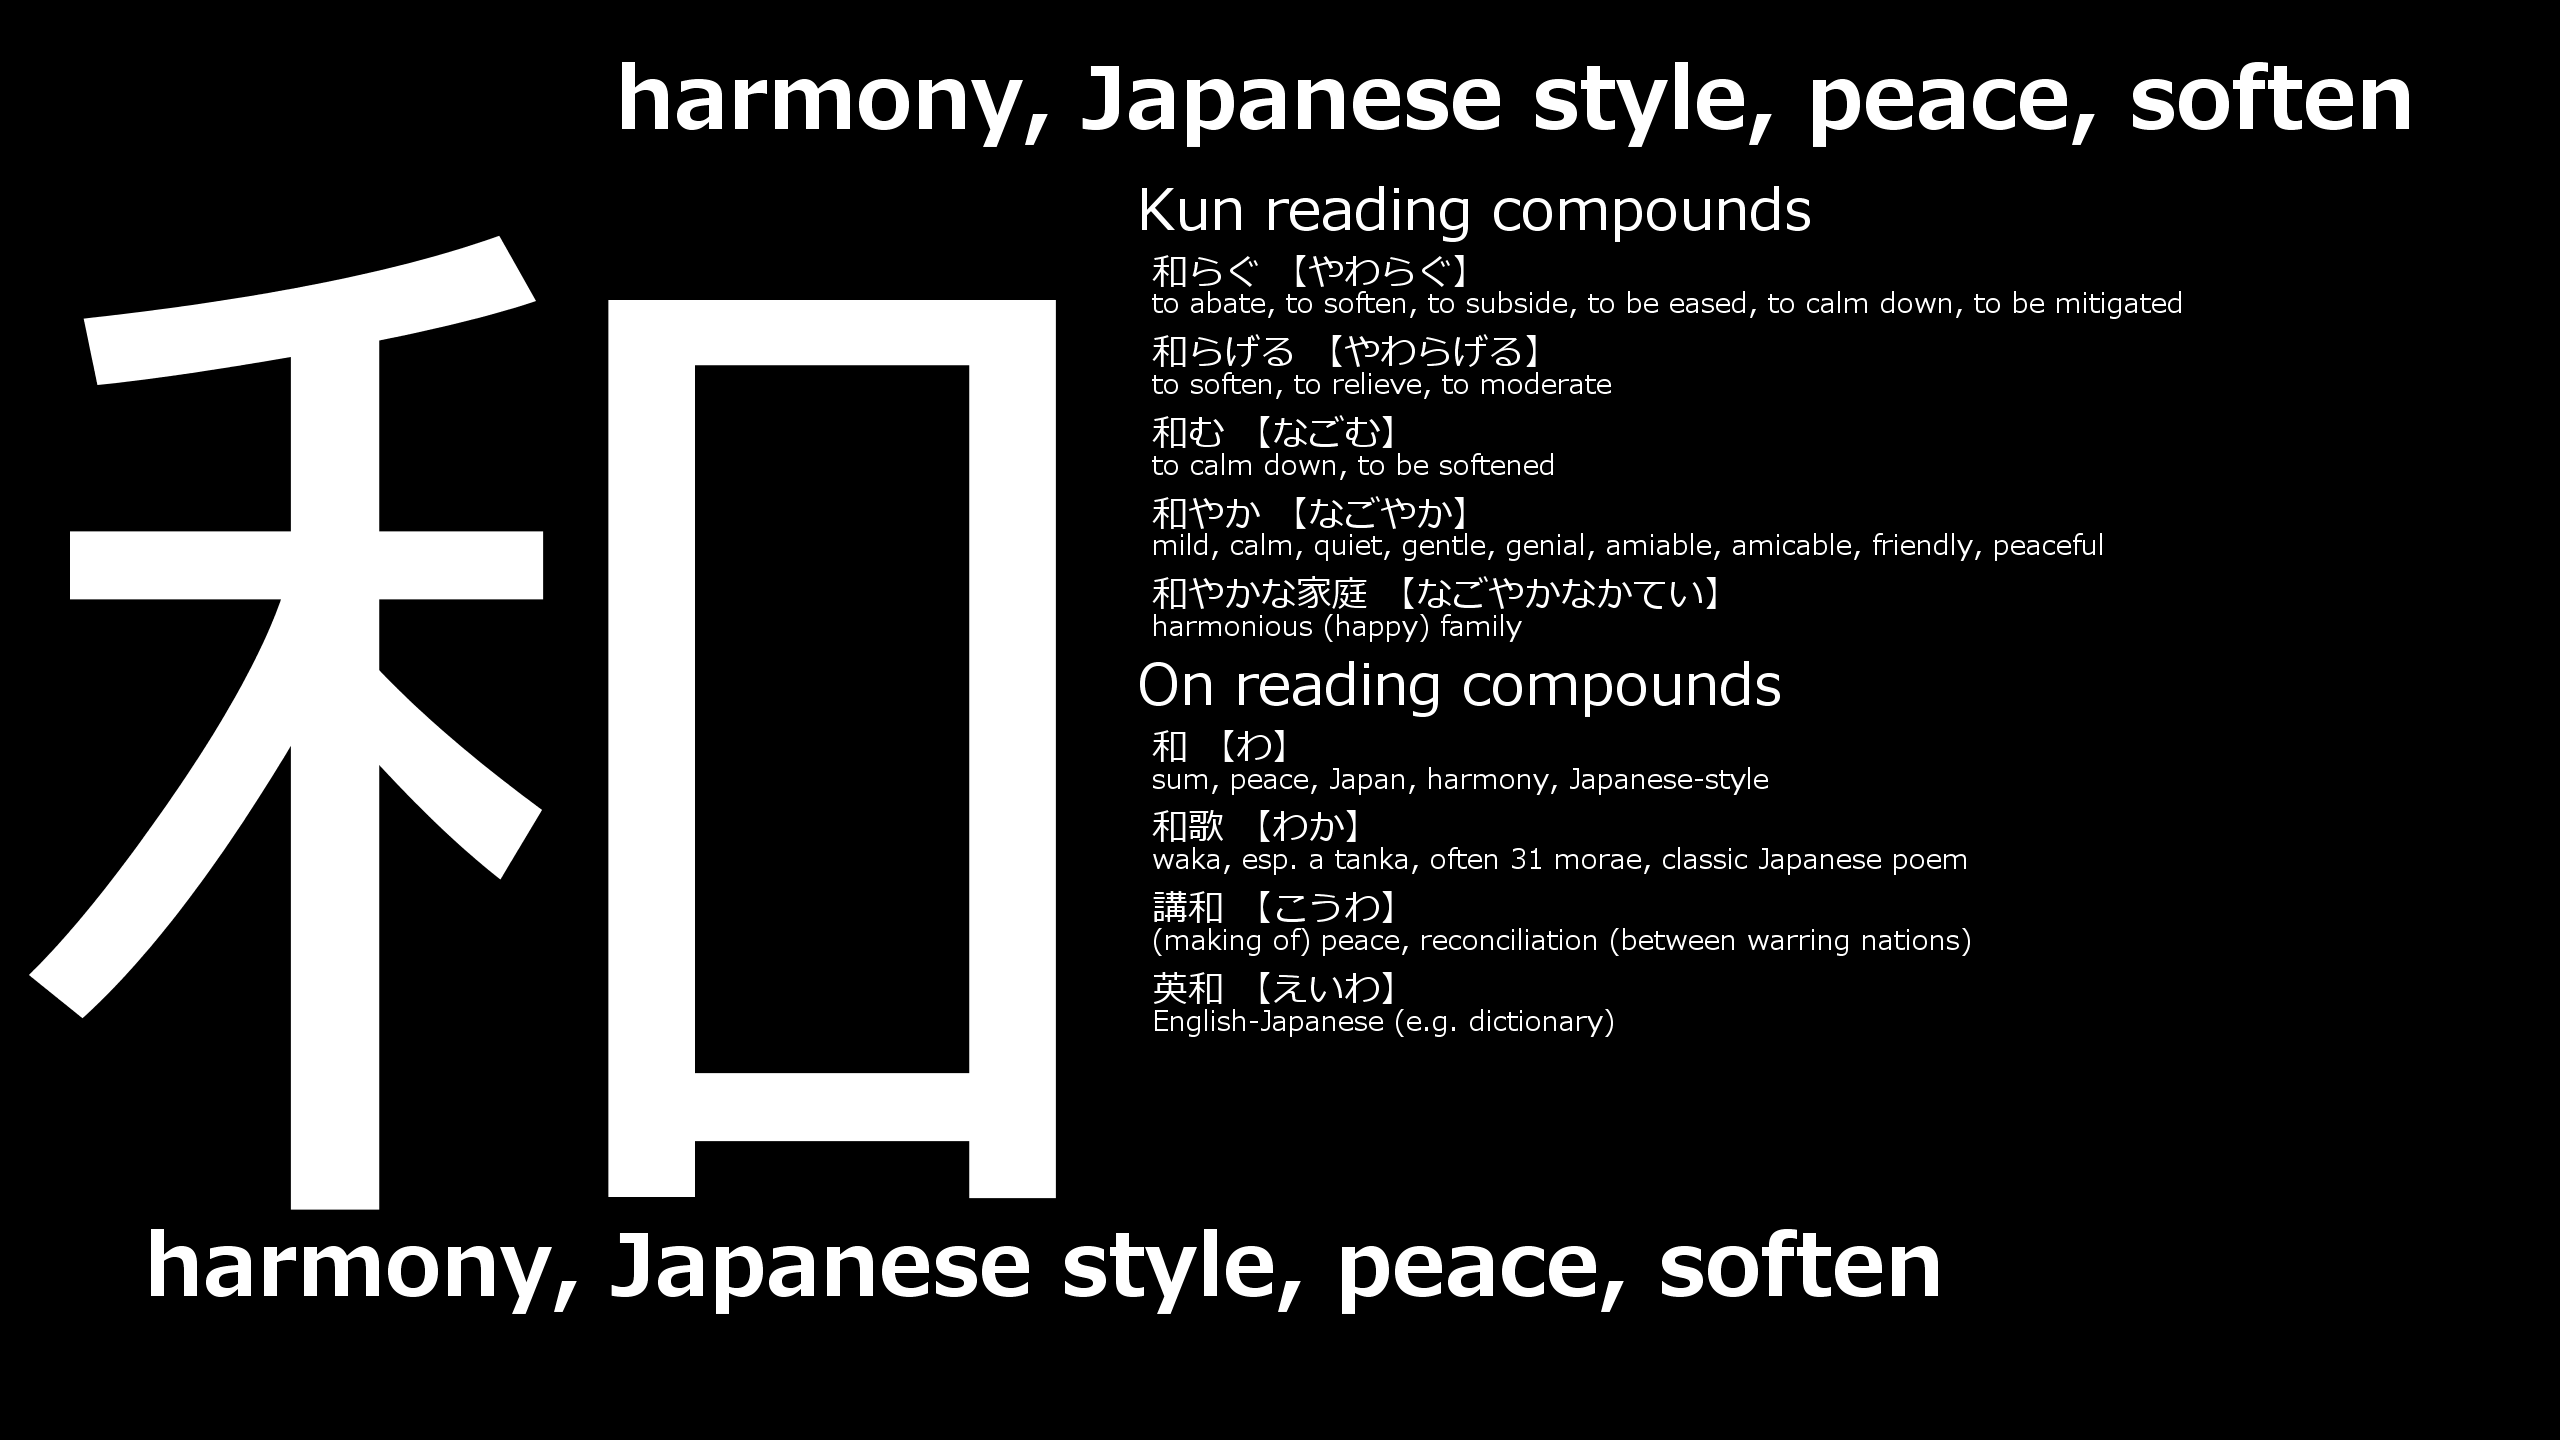 harmony, Japanese style, peace, soften
和
Kun reading compounds
和らぐ 【やわらぐ】
to abate, to soften, to subside, to be eased, to calm down, to be mitigated
和らげる 【やわらげる】
to soften, to relieve, to moderate
和む 【なごむ】
to calm down, to be softened
和やか 【なごやか】
mild, calm, quiet, gentle, genial, amiable, amicable, friendly, peaceful
和やかな家庭 【なごやかなかてい】
harmonious (happy) family
On reading compounds
和 【わ】
sum, peace, Japan, harmony, Japanese-style
和歌 【わか】
waka, esp. a tanka, often 31 morae, classic Japanese poem
講和 【こうわ】
(making of) peace, reconciliation (between warring nations)
英和 【えいわ】
English-Japanese (e.g. dictionary)
harmony, Japanese style, peace, soften